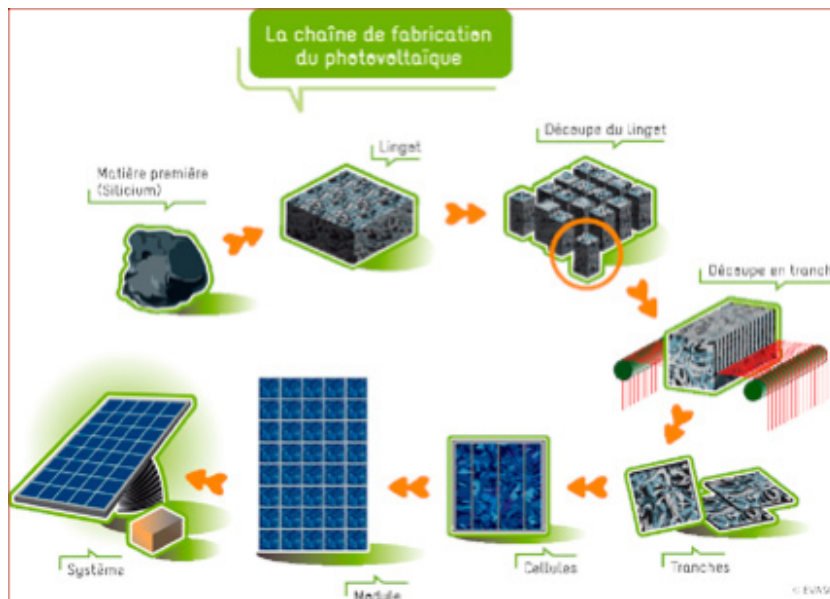 La chaîne de fabrication
du photovoltaïque
Découpe du lingot
Lingot
Matière première
(Silicium)
Découpe en tranch
Système
Module
Cellules
Tranches